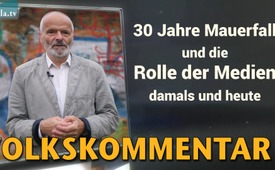 la.tv
30 Jahre Mauerfall
und die
Rolle der Medien
damals und heute
OLKSKOMMENTAR